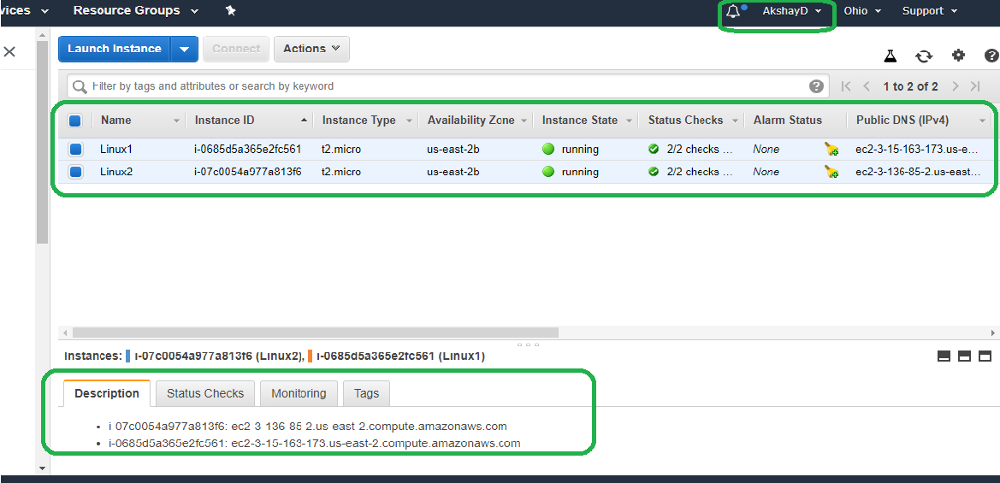 vices Resource Groups AkshayD Ohio Support
Launch Instance Connect Actions
Filter by tags and attributes or search by keyword 1 to 2 of 2
Name Instance ID Instance Type Availability Zone Instance State Status Checks Alarm Status Public DNS (IPv4)
Linux1 i-0685d5a365e2fc561 t2.micro us-east-2b running 2/2 checks ... None ec2-3-15-163-173.us-e...
Linux2 i-07c0054a977a813f6 t2.micro us-east-2b running 2/2 checks ... None ec2-3-136-85-2.us-east...
Instances: i-07c0054a977a813f6 (Linux2), i-0685d5a365e2fc561 (Linux1)
Description Status Checks Monitoring Tags
• i-07c0054a977a813f6: ec2-3-136-85-2.us-east-2.compute.amazonaws.com
• i-0685d5a365e2fc561: ec2-3-15-163-173.us-east-2.compute.amazonaws.com